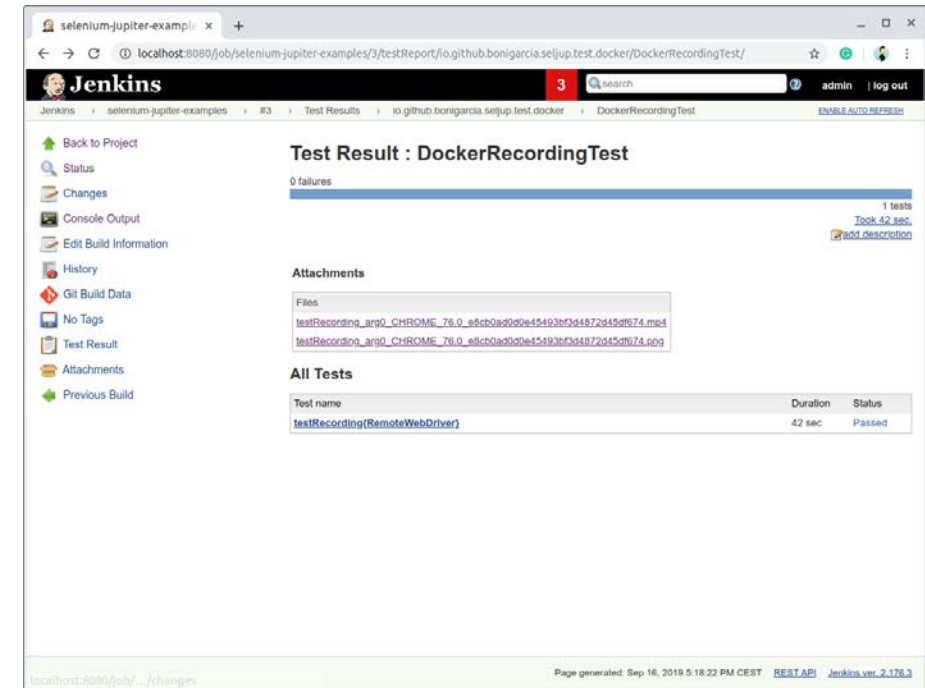 selenium-jupiter-example
localhost:8080/job/selenium-jupiter-examples/3/testReport/io.github.bonigarcia.seljup.test.docker/DockerRecordingTest/
Jenkins
3
search
admin
| log out
Jenkins
selenium-jupiter-examples
#3
Test Results
io.github.bonigarcia.seljup.test.docker
DockerRecordingTest
ENABLE AUTO REFRESH
Back to Project
Status
Changes
Console Output
Edit Build Information
History
Git Build Data
No Tags
Test Result
Attachments
Previous Build
Test Result : DockerRecordingTest
0 failures
1 tests
Took 42 sec.
add description
Attachments
Files
testRecording_arg0_CHROME_76.0_e8cb0ad0d0e45493bf3d4872d45df674.mp4
testRecording_arg0_CHROME_76.0_e8cb0ad0d0e45493bf3d4872d45df674.png
All Tests
Test name Duration Status
testRecording{RemoteWebDriver} 42 sec Passed
localhost:8080/job/.../changes
Page generated: Sep 16, 2019 5:18:22 PM CEST REST API Jenkins ver. 2.176.3